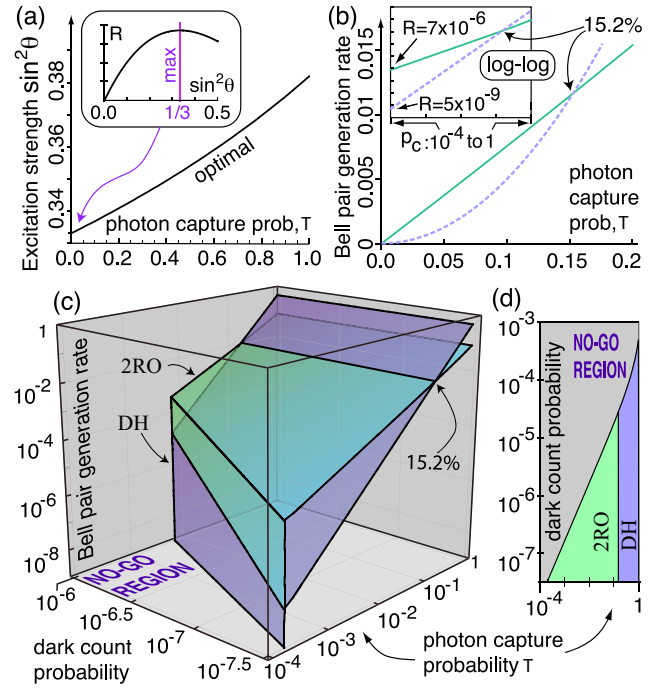 (a)
Excitation strength sin²θ
0.38
0.36
0.34
R
max
sin²θ
0.0
1/3
0.5
optimal
photon capture prob,T
0.0 0.2 0.4 0.6 0.8 1.0
(b)
Bell pair generation rate
0.015
0.005
0
R=7x10⁻⁶
15.2%
log-log
R=5x10⁻⁹
p_c:10⁻⁴ to 1
photon
capture
prob,T
0 0.05 0.1 0.15 0.2
(c)
Bell pair generation rate
1
10⁻²
10⁻⁴
10⁻⁶
10⁻⁸
2RO
DH
15.2%
NO-GO
REGION
10⁻⁶
10⁻⁶·⁵
10⁻⁷
10⁻⁷·⁵
dark count
probability
10⁻⁴
10⁻³
10⁻²
10⁻¹
1
photon capture
probability T
(d)
dark count probability
10⁻³
10⁻⁴
10⁻⁵
10⁻⁶
10⁻⁷
NO-GO
REGION
2RO
DH
10⁻⁴ 1